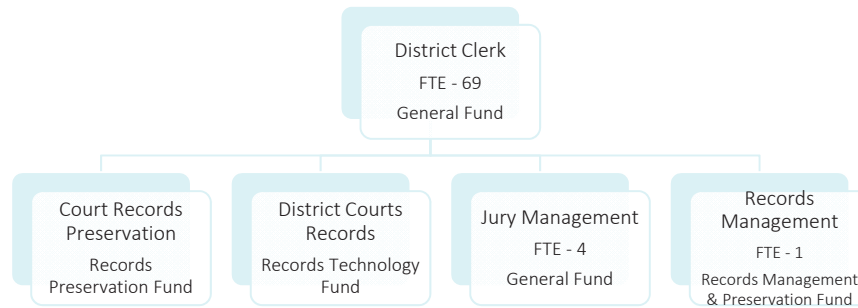 District Clerk
FTE - 69
General Fund
Court Records
Preservation
Records
Preservation Fund
District Courts
Records
Records Technology
Fund
Jury Management
FTE - 4
General Fund
Records
Management
FTE - 1
Records Management
& Preservation Fund